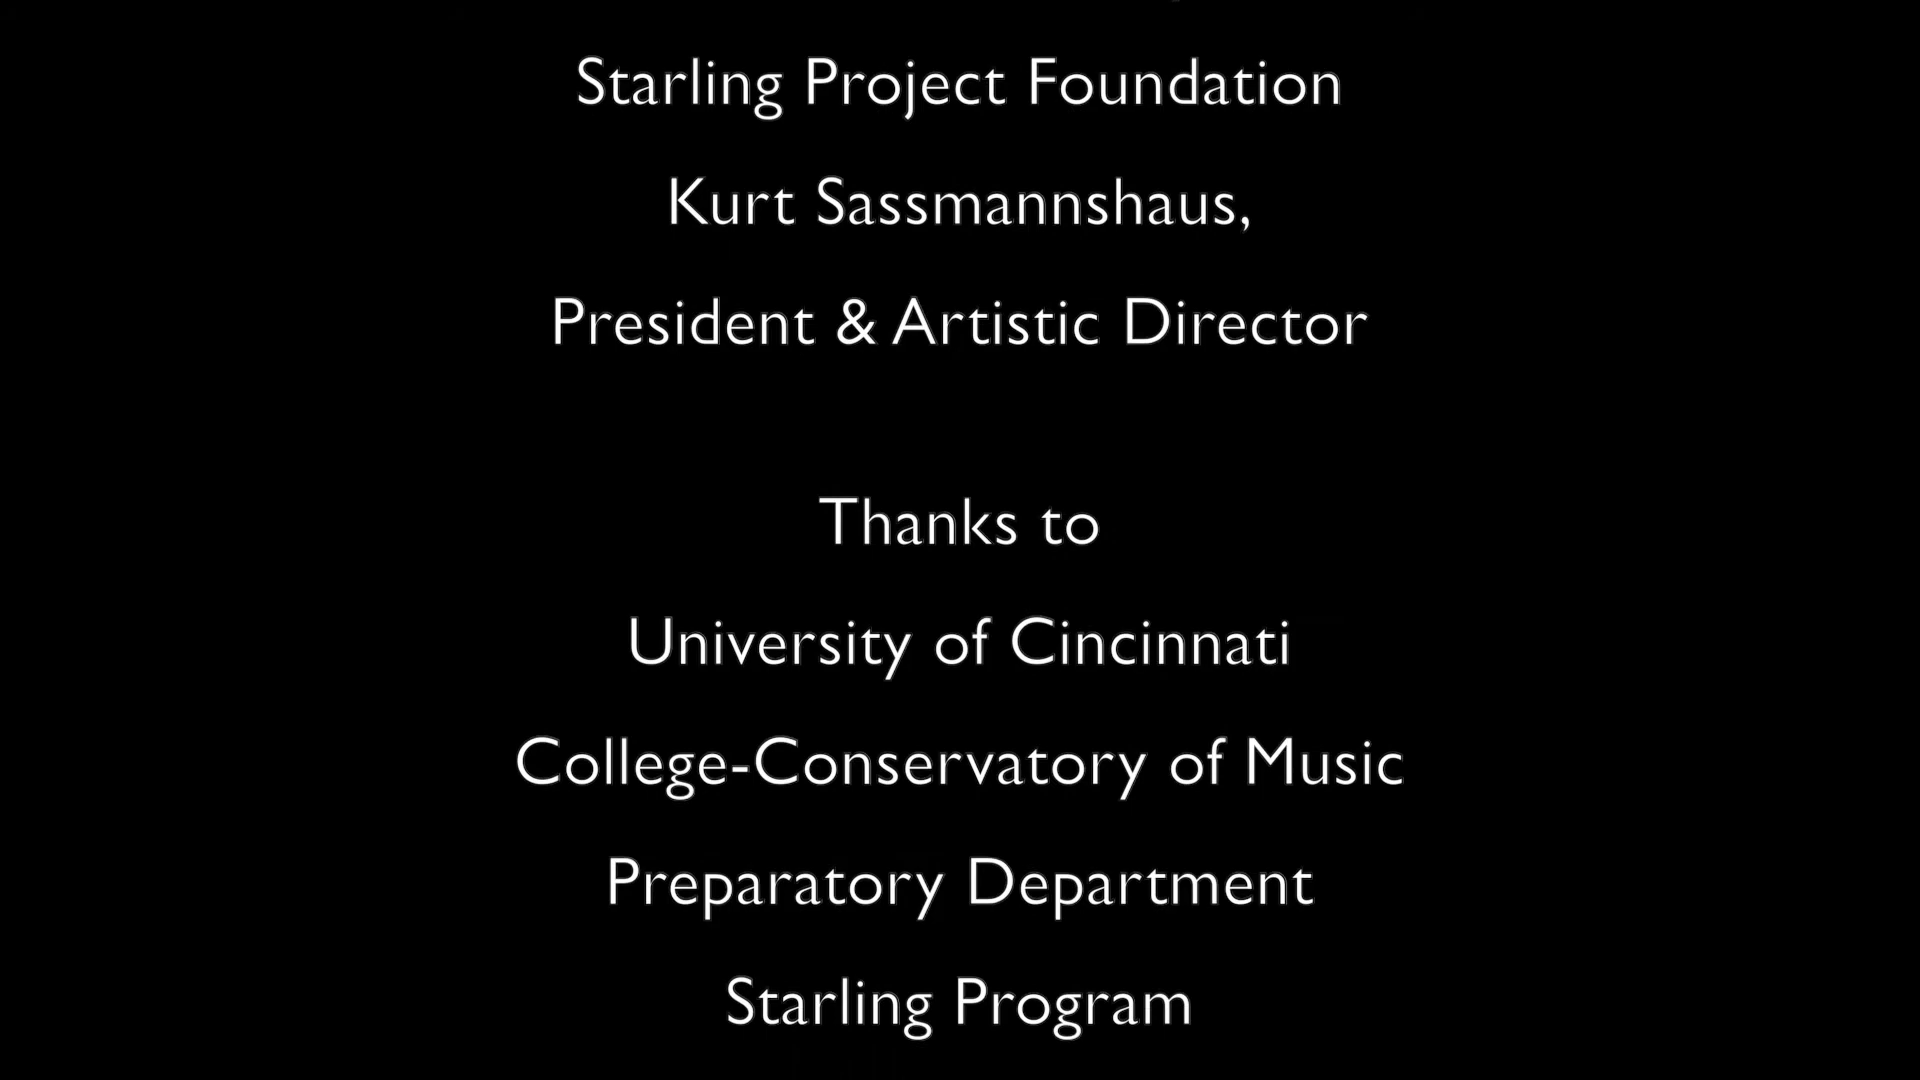 Starling Project Foundation
Kurt Sassmannshaus,
President & Artistic Director
Thanks to
University of Cincinnati
College-Conservatory of Music
Preparatory Department
Starling Program